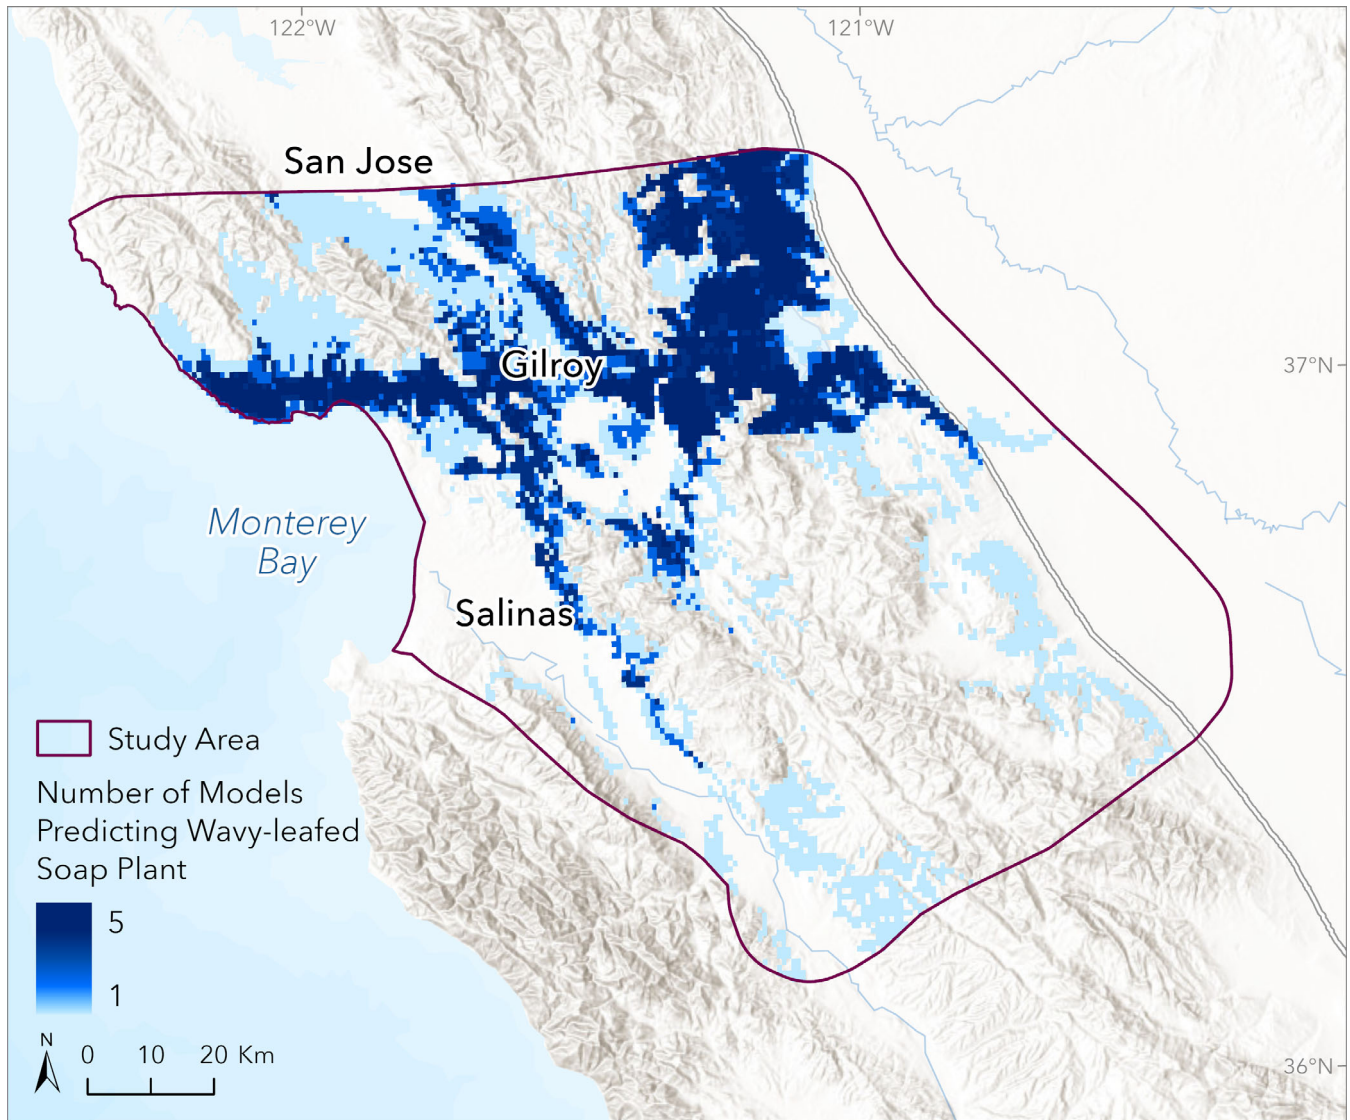 122°W
121°W
San Jose
Gilroy
37°N
Monterey
Bay
Salinas
Study Area
Number of Models
Predicting Wavy-leafed
Soap Plant
5
1
N
0 10 20 Km
36°N